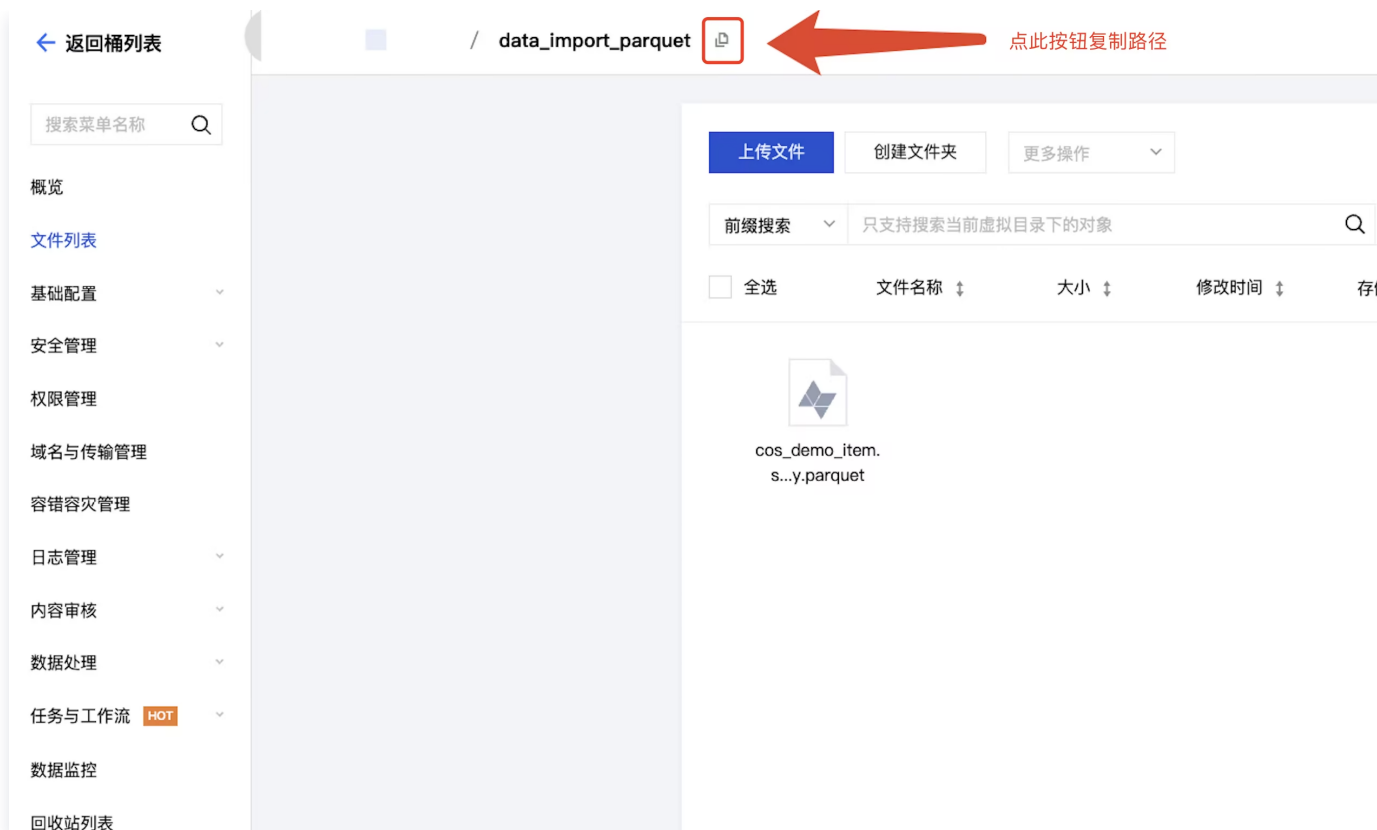 返回桶列表
/ data_import_parquet
点此按钮复制路径
搜索菜单名称
概览
文件列表
基础配置
安全管理
权限管理
域名与传输管理
容错容灾管理
日志管理
内容审核
数据处理
任务与工作流 HOT
数据监控
回收站列表
上传文件 创建文件夹 更多操作
前缀搜索 只支持搜索当前虚拟目录下的对象
全选 文件名称 大小 修改时间 存
cos_demo_item.
s...y.parquet